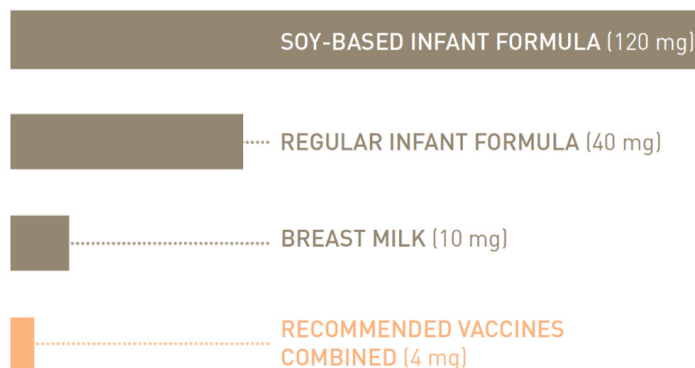 SOY-BASED INFANT FORMULA (120 mg)
REGULAR INFANT FORMULA (40 mg)
BREAST MILK (10 mg)
RECOMMENDED VACCINES
COMBINED (4 mg)